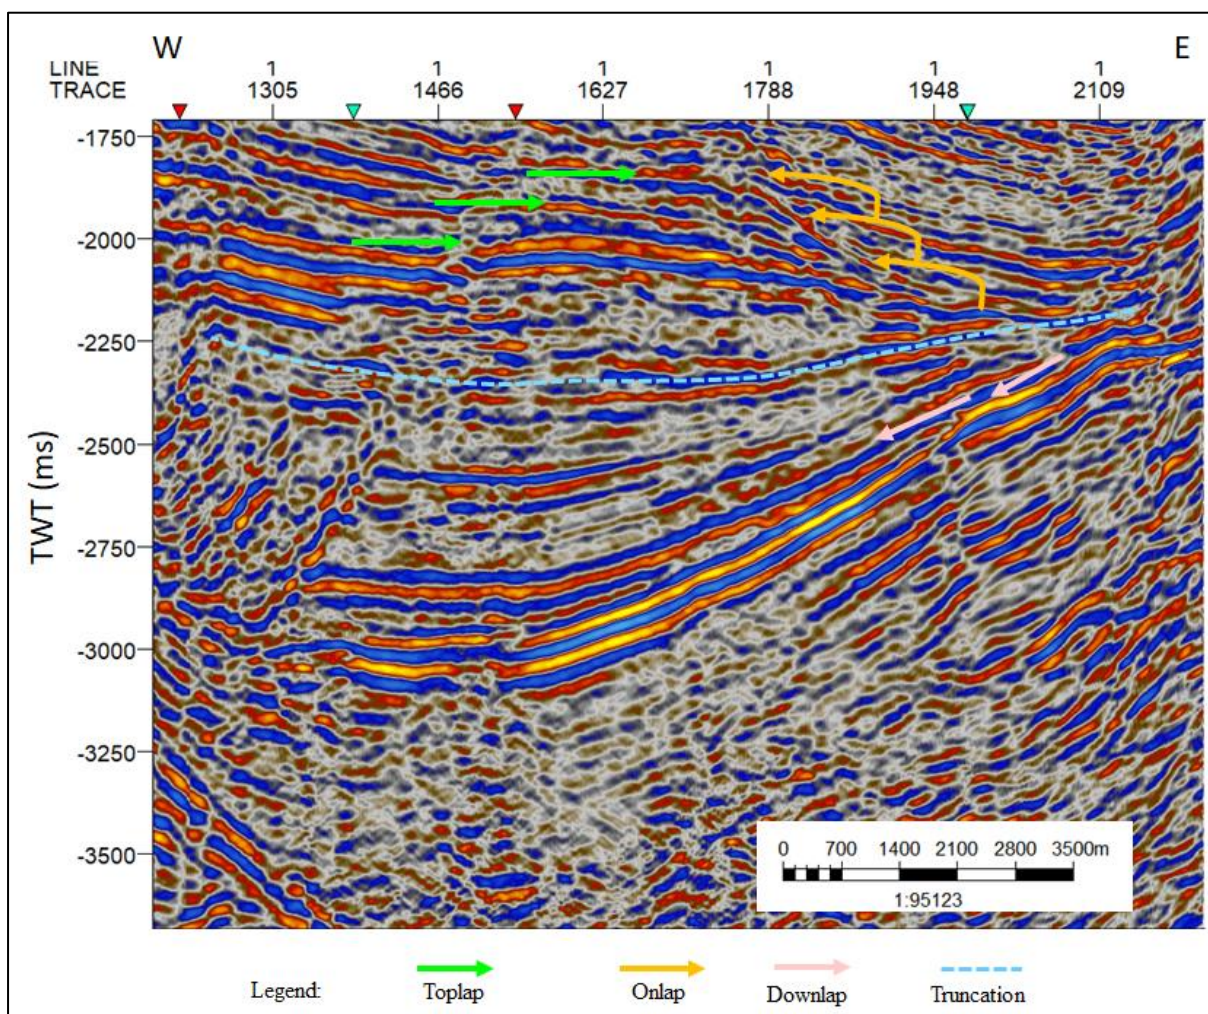 W E
LINE 1 1 1 1 1 1
TRACE 1305 1466 1627 1788 1948 2109
-1750
-2000
-2250
-2500
-2750
-3000
-3250
-3500
TWT (ms)
0 700 1400 2100 2800 3500m
1:95123
Legend: Toplap Onlap Downlap Truncation